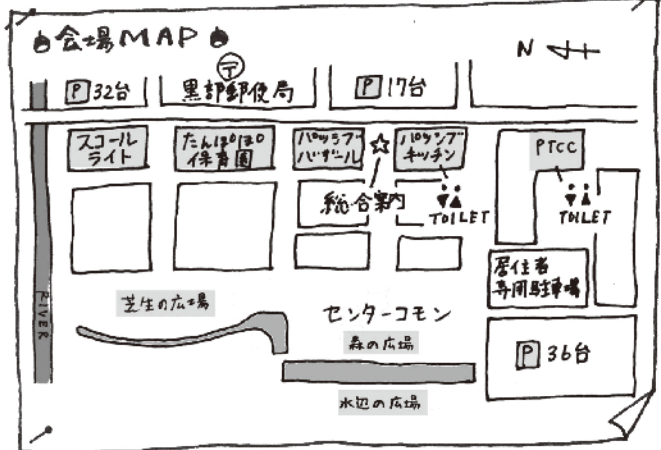 会場MAP
N
〒
P 32台
黒部郵便局
P 17台
スコール
ライト
たんぽぽ
保育園
パッシブ
バザール
☆
パッシブ
キッチン
PTCC
総合案内
TOILET
TOILET
居住者
専用駐車場
RIVER
芝生の広場
センターコモン
森の広場
P 36台
水辺の広場